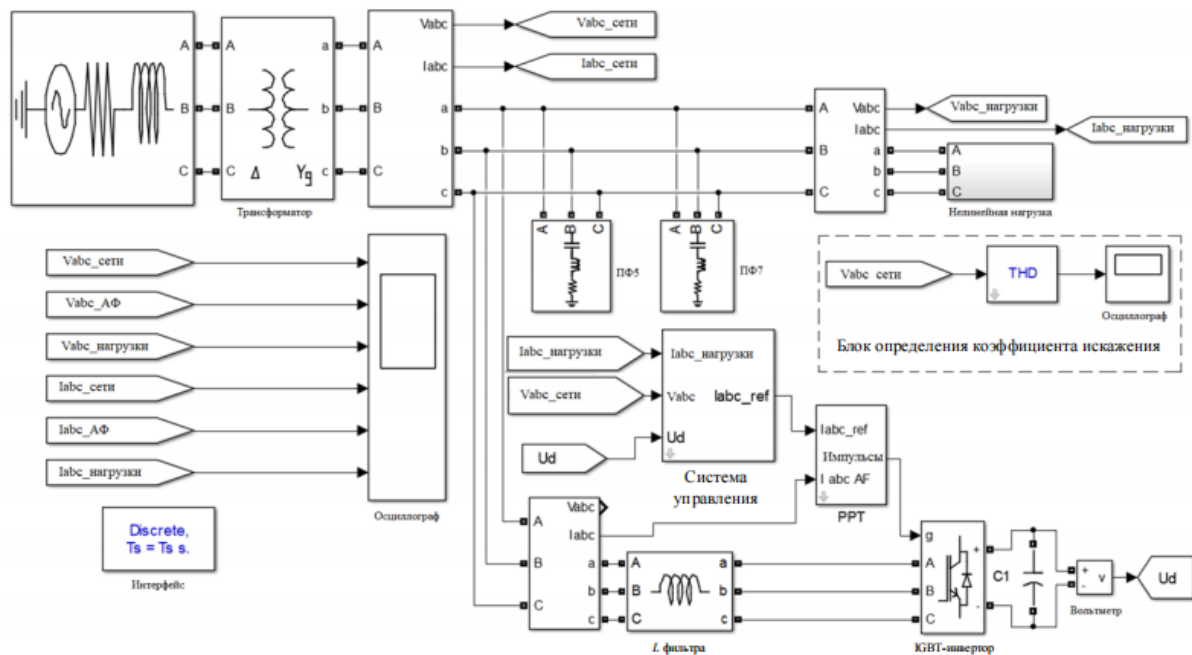 Vabc
Vabc_сети
Iabc
Iabc_сети
A
A
a
A
B
B
b
B
C
C
c
C
Δ
Yg
Трансформатор
a
b
c
A
B
C
Vabc
Iabc
a
b
c
Vabc_нагрузки
Iabc_нагрузки
A
B
C
Нелинейная нагрузка
A
B
C
ПФ5
A
B
C
ПФ7
Vabc_сети
Vabc_АФ
Vabc_нагрузки
Iabc_сети
Iabc_АФ
Iabc_нагрузки
Осциллограф
Discrete,
Ts = Ts s.
Интерфейс
Vabc_сети
THD
Осциллограф
Блок определения коэффициента искажения
Iabc_нагрузки
Vabc_сети
Ud
Iabc_нагрузки
Vabc
Iabc_ref
Ud
Система
управления
Iabc_ref
Импульсы
I abc AF
PPT
A
B
C
Vabc
Iabc
a
b
c
A
B
C
a
b
c
L фильтра
g
A
B
C
+
-
IGBT-инвертор
C1
+
-
v
Вольтметр
Ud